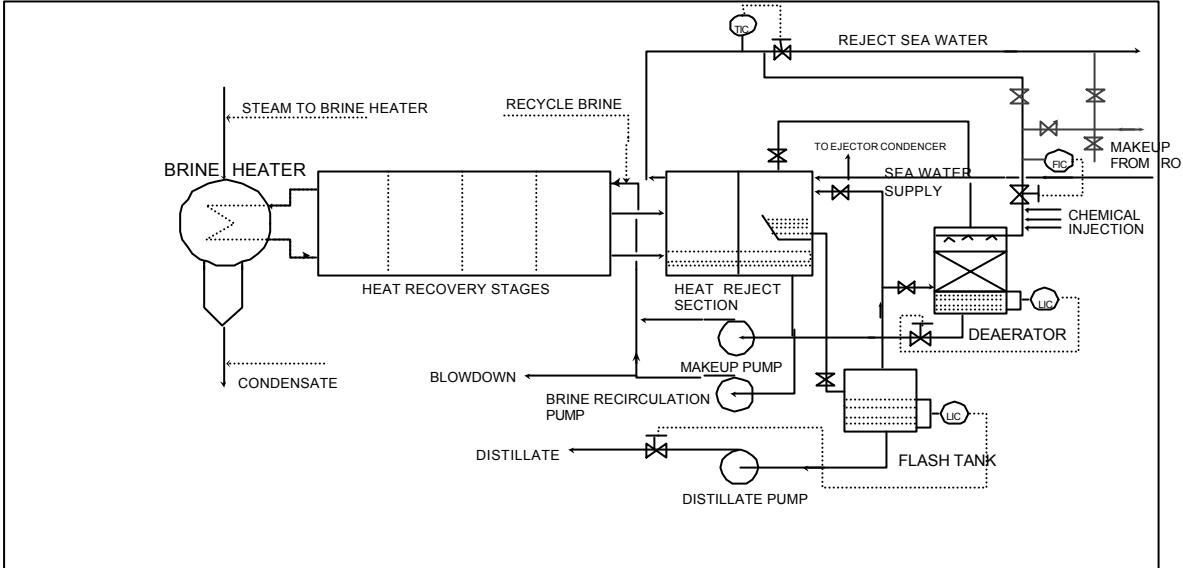 TIC
REJECT SEA WATER
STEAM TO BRINE HEATER
RECYCLE BRINE
BRINE HEATER
TO EJECTOR CONDENCER
SEA WATER
SUPPLY
FIC
MAKEUP
FROM RO
CHEMICAL
INJECTION
HEAT RECOVERY STAGES
HEAT REJECT
SECTION
LIC
DEAERATOR
MAKEUP PUMP
BLOWDOWN
CONDENSATE
BRINE RECIRCULATION
PUMP
LIC
DISTILLATE
FLASH TANK
DISTILLATE PUMP